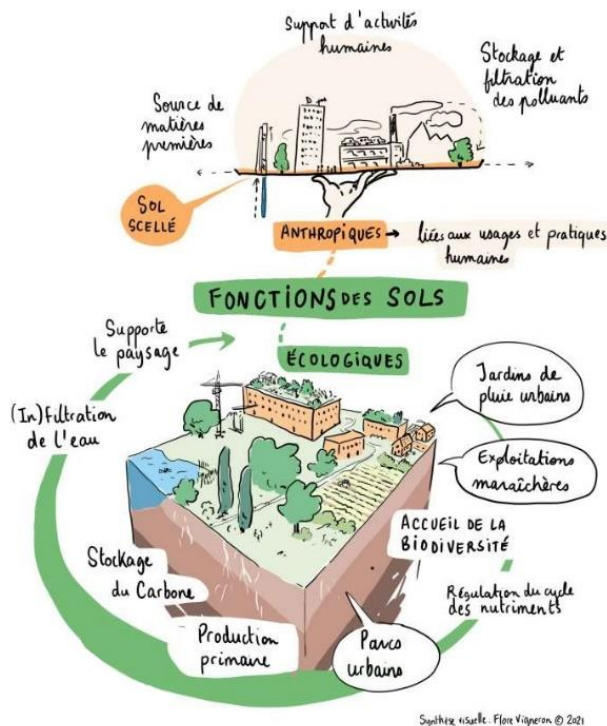 Support d'activités
humaines
Stockage et
filtration
des polluants
Source de
matières
premières
SOL
SCELLÉ
ANTHROPIQUES → liées aux usages et pratiques
humaines
FONCTIONS DES SOLS
ÉCOLOGIQUES
Supporte
le paysage
(In)filtration
de l'eau
Jardins de
pluie urbains
Exploitations
maraîchères
ACCUEIL DE LA
BIODIVERSITÉ
Stockage
du Carbone
Régulation du cycle
des nutriments
Production
primaire
Parcs
urbains
Synthèse visuelle : Flore Vigneron © 2021